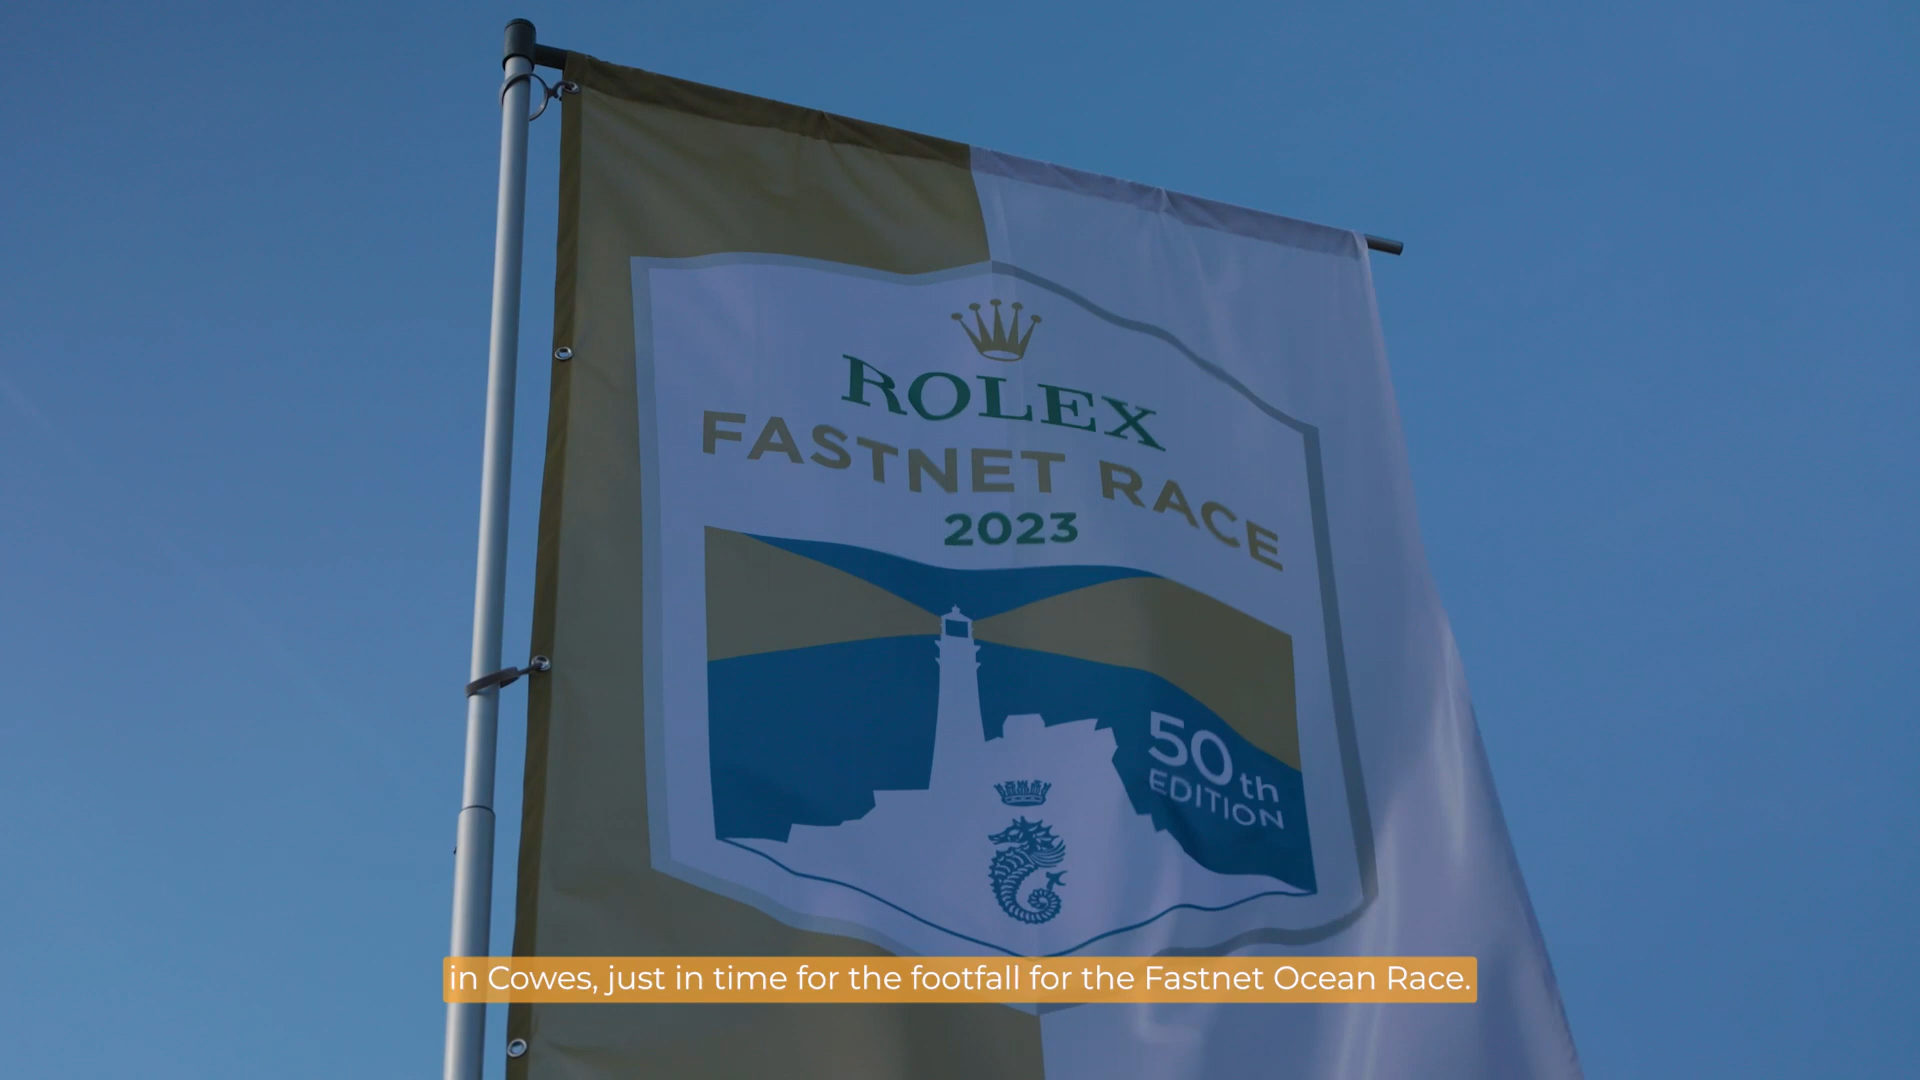 ROLEX
FASTNET RACE
2023
50th
EDITION
in Cowes, just in time for the footfall for the Fastnet Ocean Race.